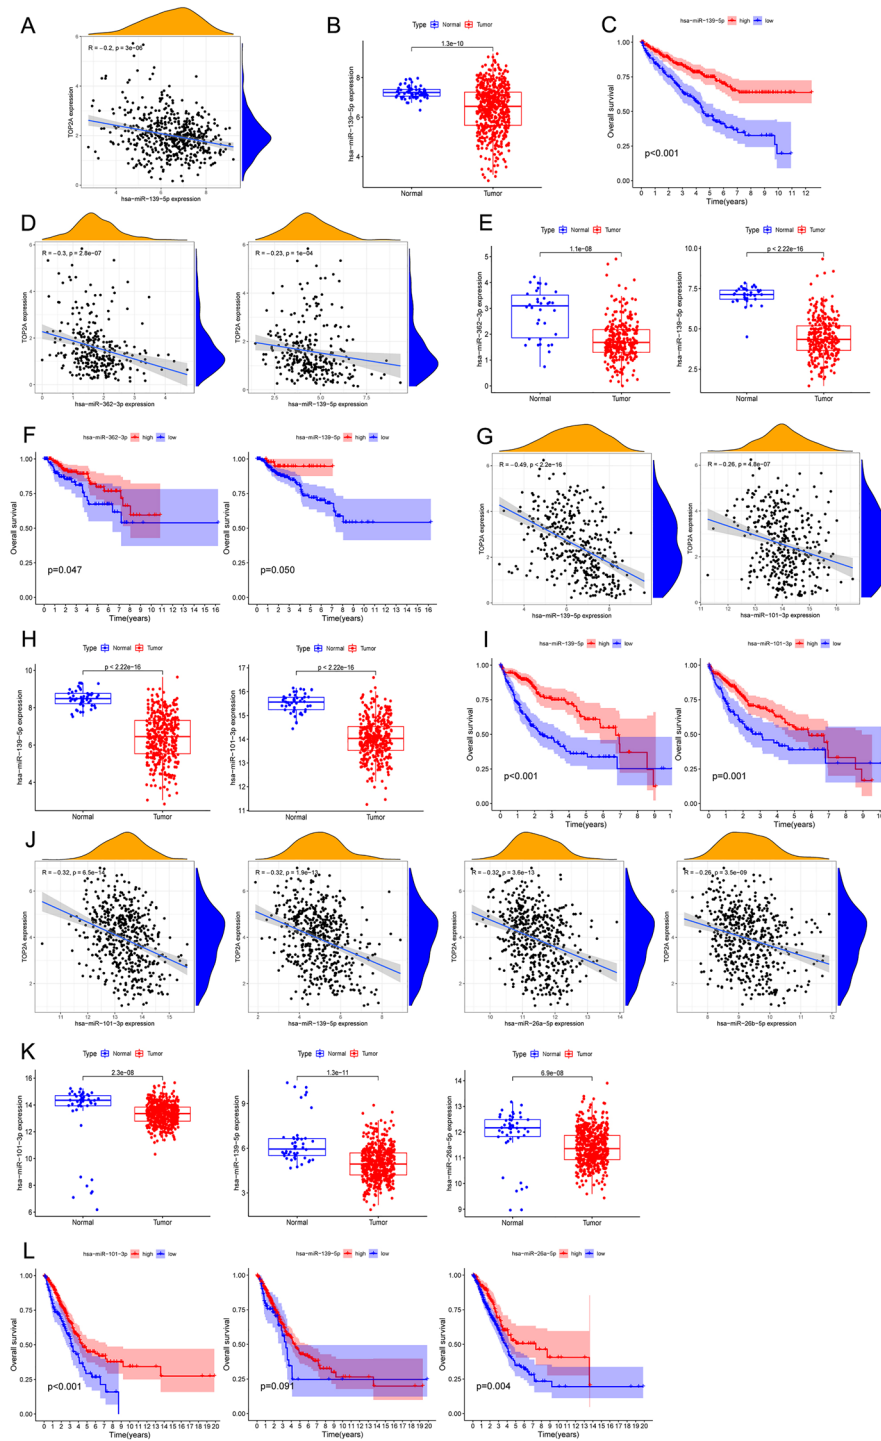 A
R = −0.2, p = 3e−06
TOP2A expression
hsa−miR−139−5p expression
B
Type Normal Tumor
1.3e−10
hsa−miR−139−5p expression
Normal Tumor
C
hsa−miR−139−5p high low
Overall survival
p<0.001
Time(years)
D
R = −0.3, p = 2.8e−07
TOP2A expression
hsa−miR−362−3p expression
R = −0.23, p = 1e−04
TOP2A expression
hsa−miR−139−5p expression
E
Type Normal Tumor
1.1e−08
hsa−miR−362−3p expression
Normal Tumor
Type Normal Tumor
p < 2.22e−16
hsa−miR−139−5p expression
Normal Tumor
F
hsa−miR−362−3p high low
Overall survival
p=0.047
Time(years)
hsa−miR−139−5p high low
Overall survival
p=0.050
Time(years)
G
R = −0.49, p < 2.2e−16
TOP2A expression
hsa−miR−139−5p expression
R = −0.26, p = 4.8e−07
TOP2A expression
hsa−miR−101−3p expression
H
Type Normal Tumor
p < 2.22e−16
hsa−miR−139−5p expression
Normal Tumor
Type Normal Tumor
p < 2.22e−16
hsa−miR−101−3p expression
Normal Tumor
I
hsa−miR−139−5p high low
Overall survival
p<0.001
Time(years)
hsa−miR−101−3p high low
Overall survival
p=0.001
Time(years)
J
R = −0.32, p = 6.5e−14
TOP2A expression
hsa−miR−101−3p expression
R = −0.32, p = 1.9e−13
TOP2A expression
hsa−miR−139−5p expression
R = −0.32, p = 3.6e−13
TOP2A expression
hsa−miR−26a−5p expression
R = −0.26, p = 3.5e−09
TOP2A expression
hsa−miR−26b−5p expression
K
Type Normal Tumor
2.3e−08
hsa−miR−101−3p expression
Normal Tumor
Type Normal Tumor
1.3e−11
hsa−miR−139−5p expression
Normal Tumor
Type Normal Tumor
6.9e−08
hsa−miR−26a−5p expression
Normal Tumor
L
hsa−miR−101−3p high low
Overall survival
p<0.001
Time(years)
hsa−miR−139−5p high low
Overall survival
p=0.091
Time(years)
hsa−miR−26a−5p high low
Overall survival
p=0.004
Time(years)